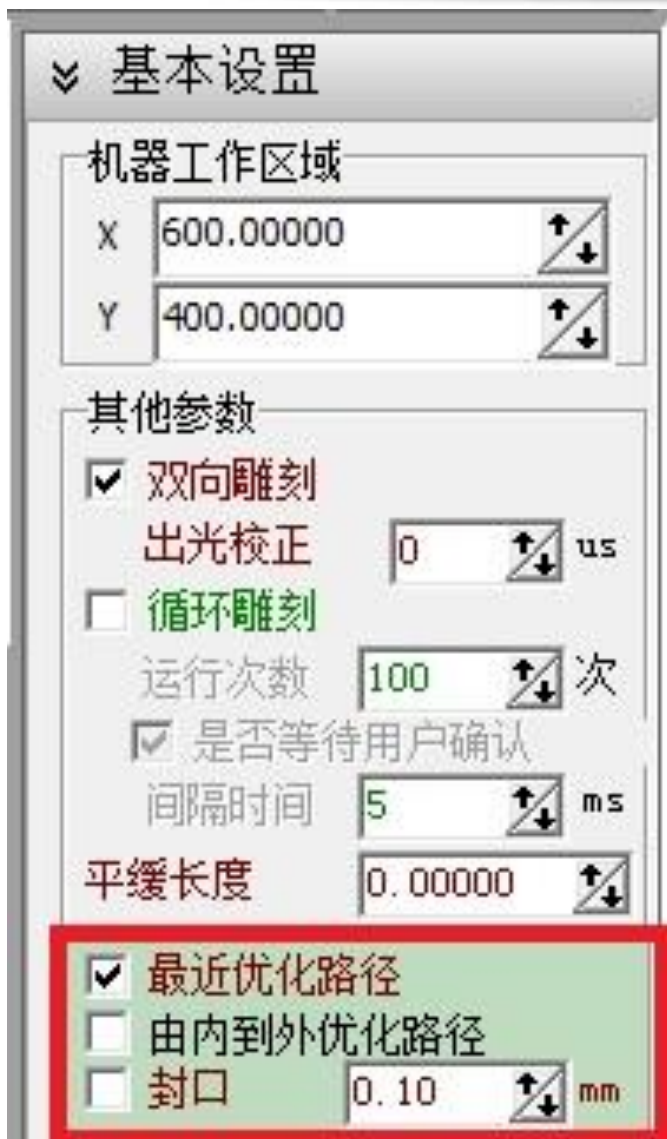 基本设置
机器工作区域
X 600.00000
Y 400.00000
其他参数
双向雕刻
出光校正 0 us
循环雕刻
运行次数 100 次
是否等待用户确认
间隔时间 5 ms
平缓长度 0.00000
最近优化路径
由内到外优化路径
封口 0.10 mm